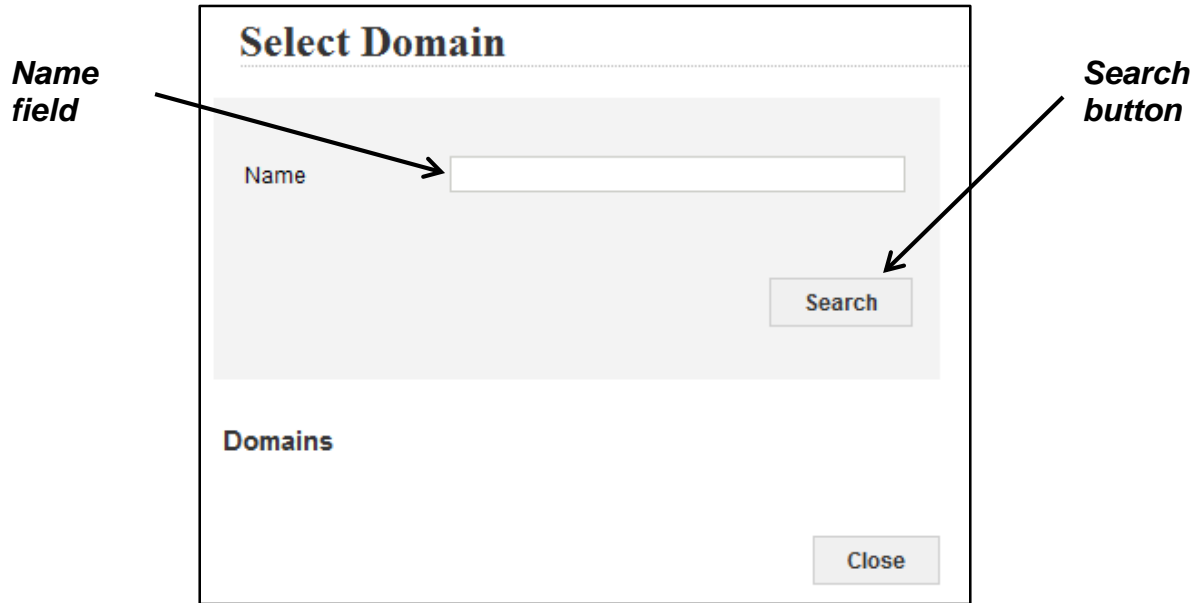 Select Domain
Name
field
Search
button
Name
Search
Domains
Close